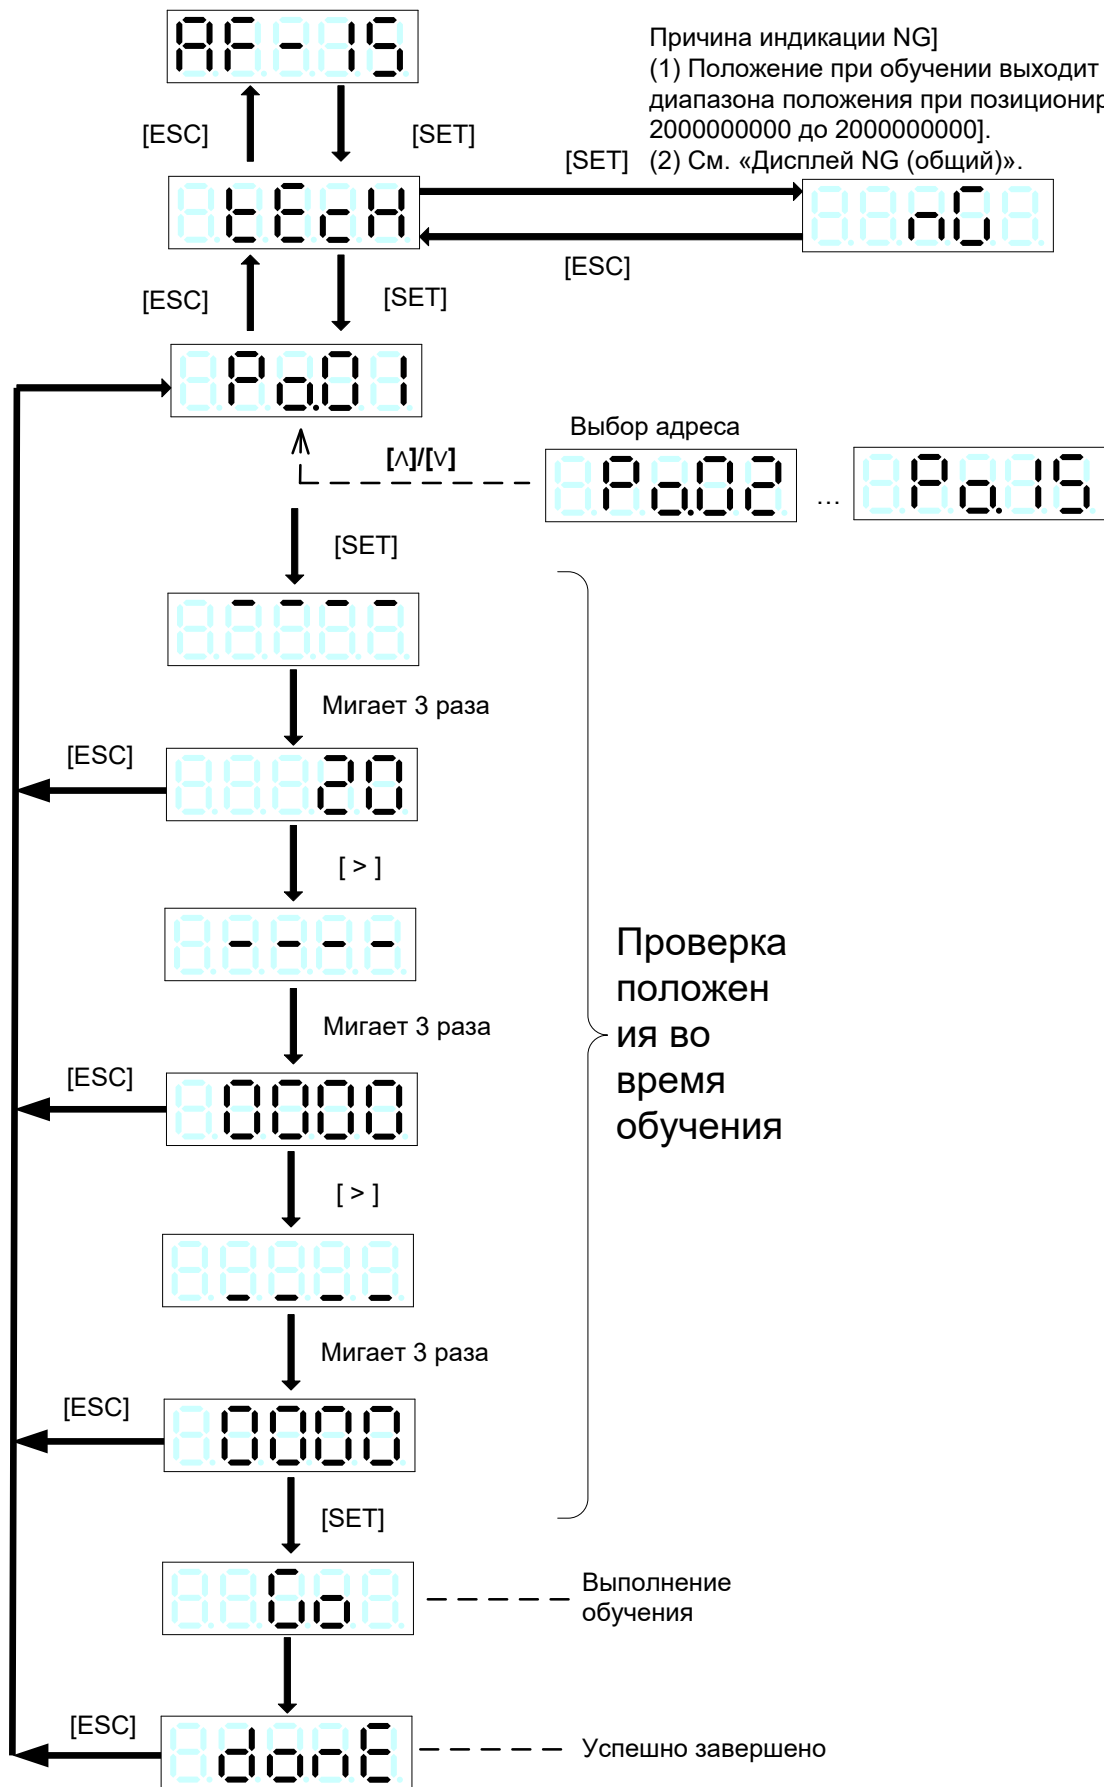 AF-15
Причина индикации NG]
(1) Положение при обучении выходит
диапазона положения при
2000000000 до 2000000000].
(2) См. «Дисплей NG (общий)».
[ESC] [SET]
[SET]
tEcH
nG
[ESC]
[ESC] [SET]
Po.01
Выбор адреса
[Λ]/[V]
Po.02 ... Po.15
[SET]
- - - -
Мигает 3 раза
[ESC]
20
[ > ]
- - - -
Проверка
положен
ия во
время
обучения
Мигает 3 раза
[ESC]
0000
[ > ]
_ _ _ _
Мигает 3 раза
[ESC]
0000
[SET]
Go
Выполнение
обучения
[ESC]
donE
Успешно завершено